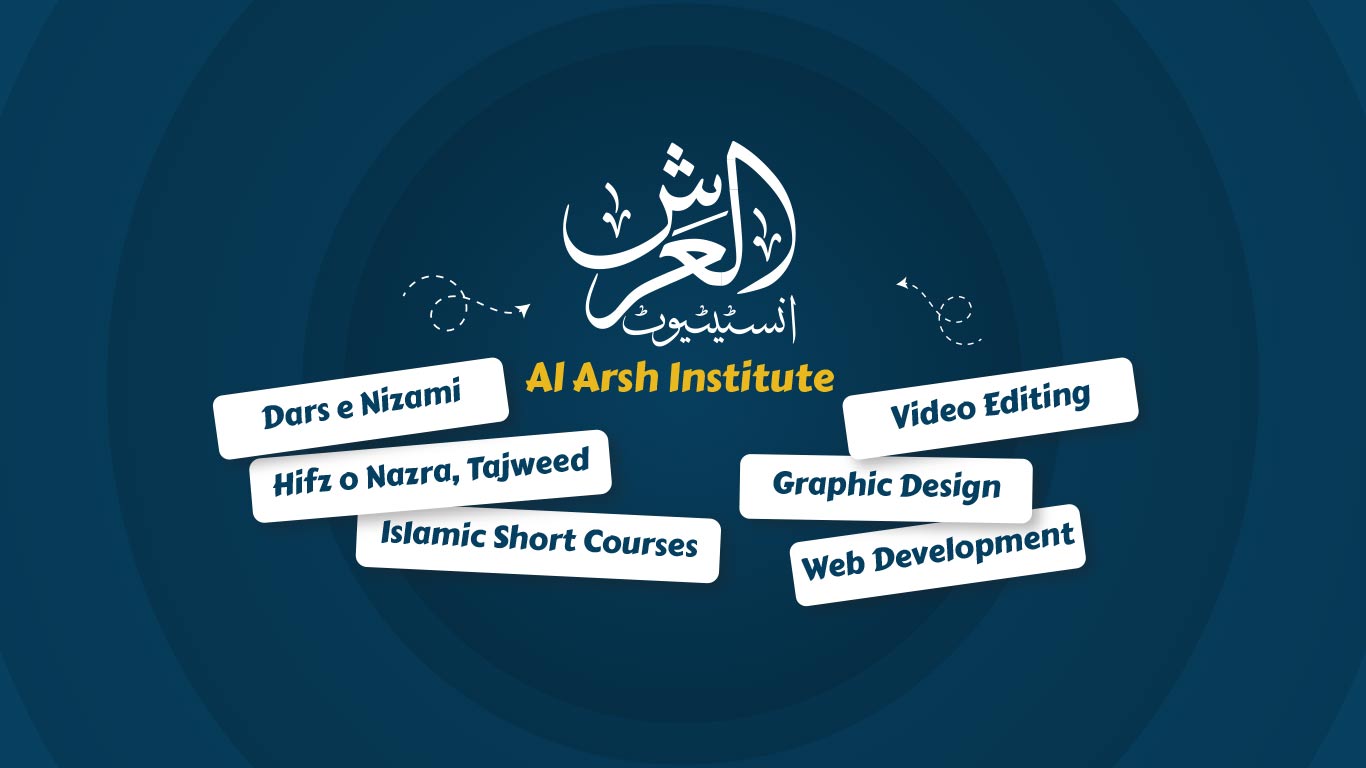 العرش
انسٹیٹیوٹ
Al Arsh Institute
Dars e Nizami
Hifz o Nazra, Tajweed
Islamic Short Courses
Video Editing
Graphic Design
Web Development